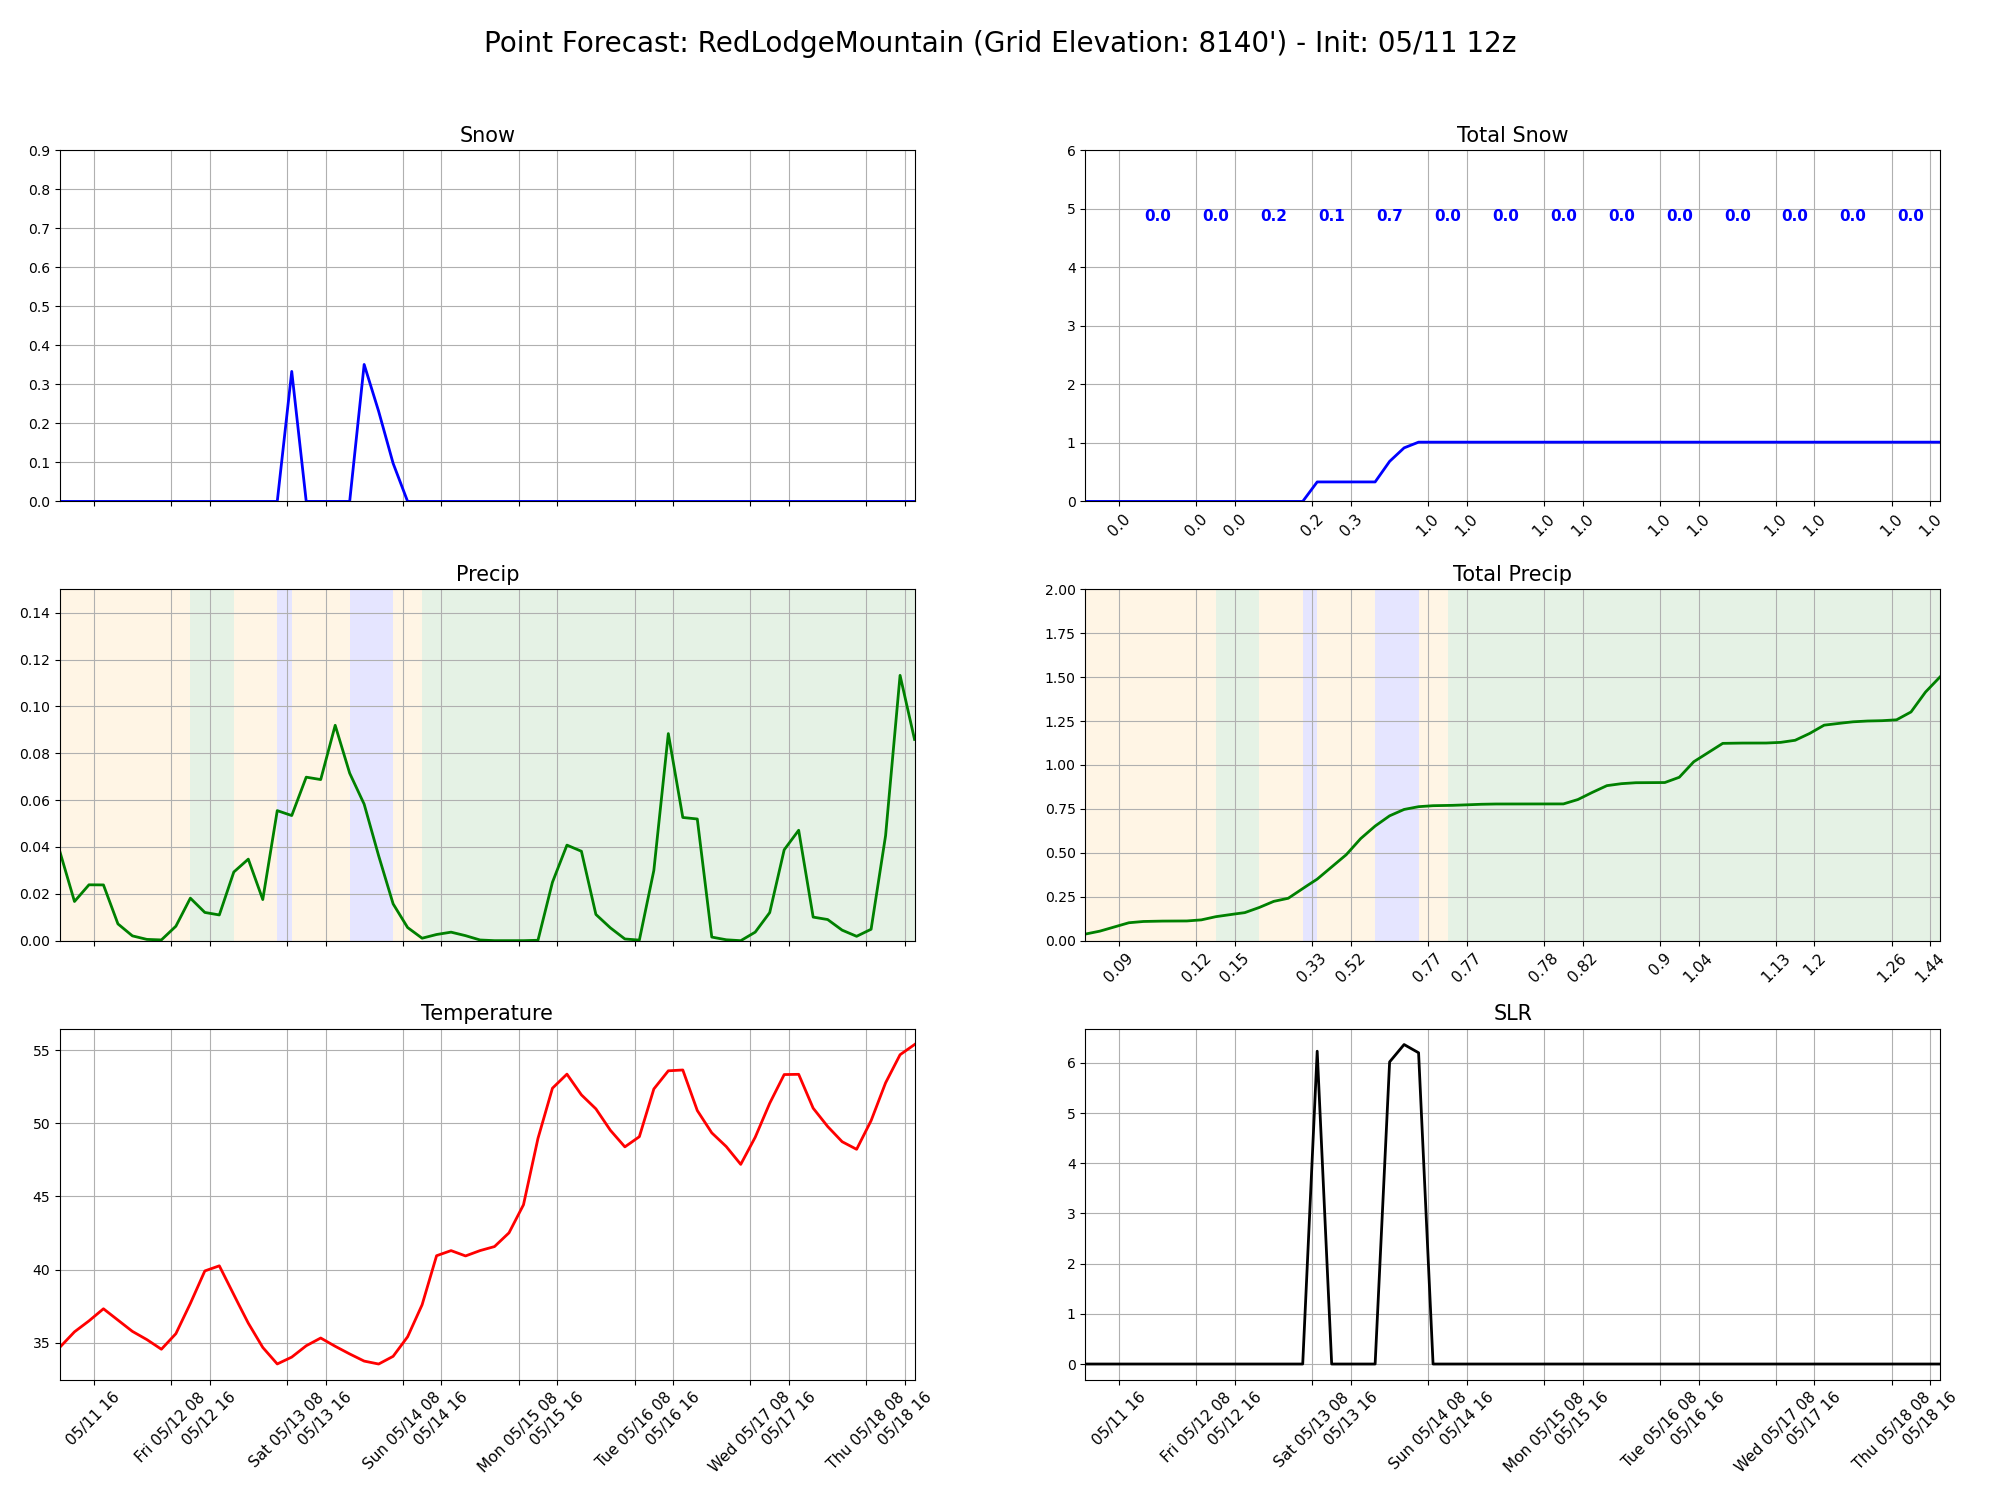 Point Forecast: RedLodgeMountain (Grid Elevation: 8140') - Init: 05/11 12z
Snow
0.9
0.8
0.7
0.6
0.5
0.4
0.3
0.2
0.1
0.0
Total Snow
6
5
4
3
2
1
0
0.0 0.0 0.2 0.1 0.7 0.0 0.0 0.0 0.0 0.0 0.0 0.0 0.0 0.0
0.0 0.0 0.0 0.2 0.3 1.0 1.0 1.0 1.0 1.0 1.0 1.0 1.0 1.0 1.0
Precip
0.14
0.12
0.10
0.08
0.06
0.04
0.02
0.00
Total Precip
2.00
1.75
1.50
1.25
1.00
0.75
0.50
0.25
0.00
0.09 0.12 0.15 0.33 0.52 0.77 0.77 0.78 0.82 0.9 1.04 1.13 1.2 1.26 1.44
Temperature
55
50
45
40
35
05/11 16
Fri 05/12 08
05/12 16
Sat 05/13 08
05/13 16
Sun 05/14 08
05/14 16
Mon 05/15 08
05/15 16
Tue 05/16 08
05/16 16
Wed 05/17 08
05/17 16
Thu 05/18 08
05/18 16
SLR
6
5
4
3
2
1
0
05/11 16
Fri 05/12 08
05/12 16
Sat 05/13 08
05/13 16
Sun 05/14 08
05/14 16
Mon 05/15 08
05/15 16
Tue 05/16 08
05/16 16
Wed 05/17 08
05/17 16
Thu 05/18 08
05/18 16